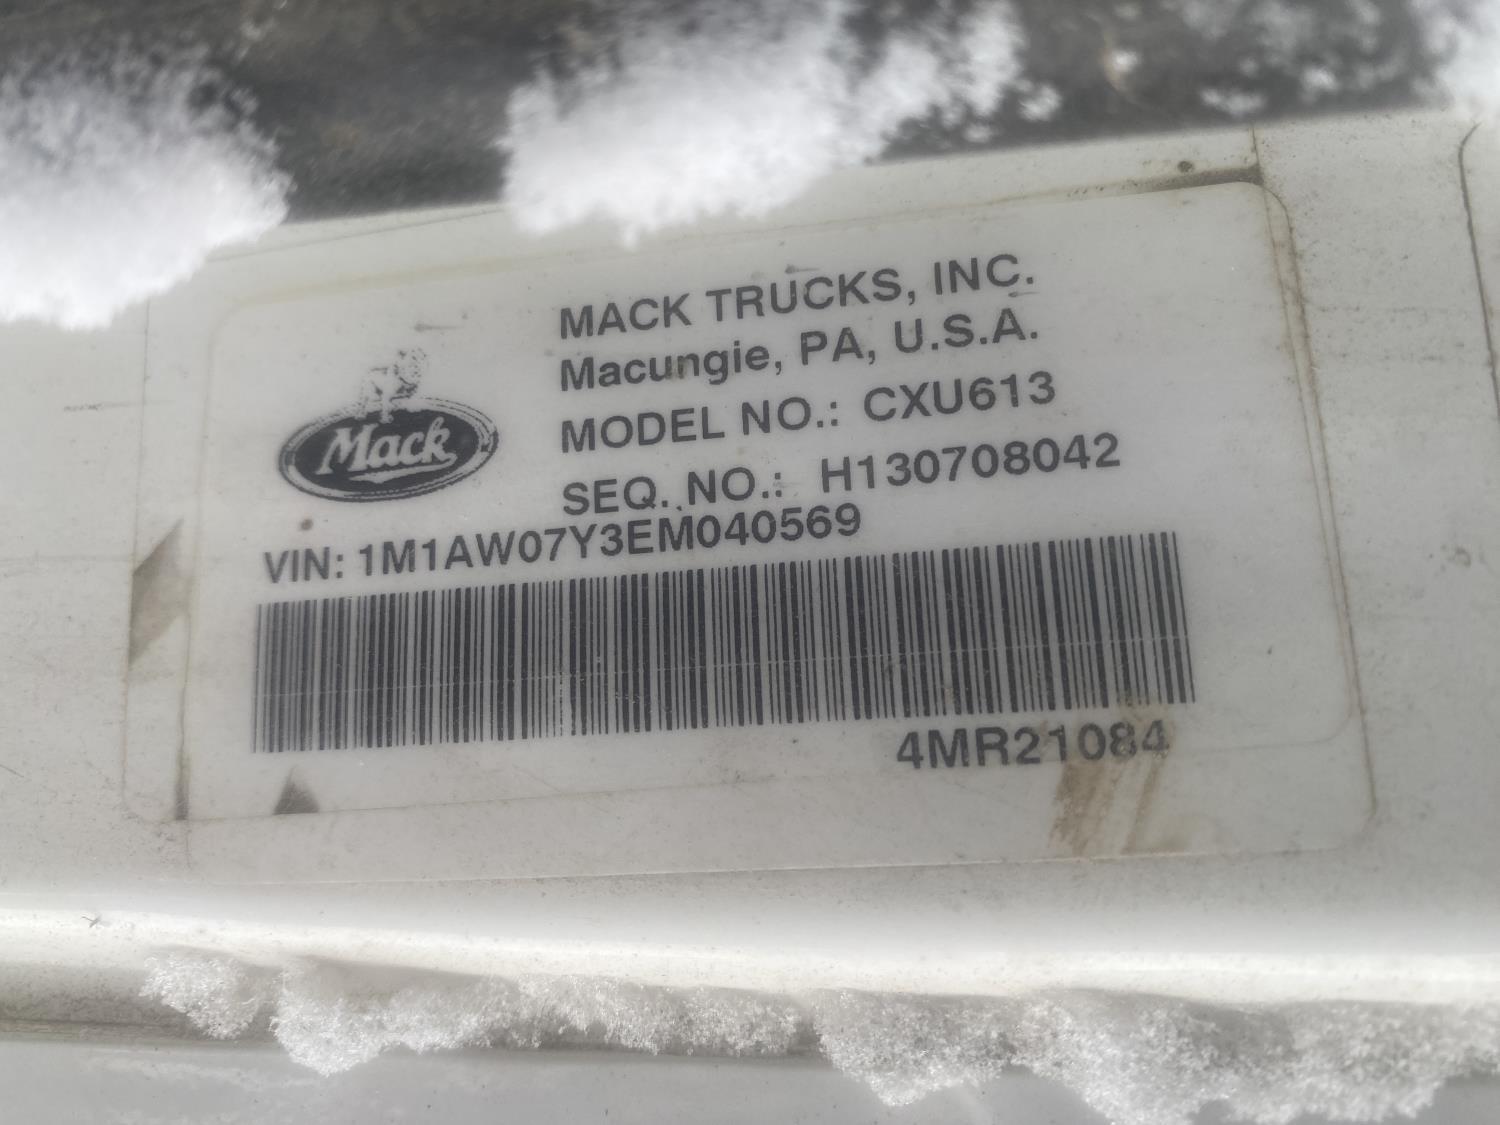 MACK TRUCKS, INC.
Macungie, PA, U.S.A.
MODEL NO.: CXU613
SEQ. NO.: H130708042
Mack
VIN: 1M1AW07Y3EM040569
4MR21084